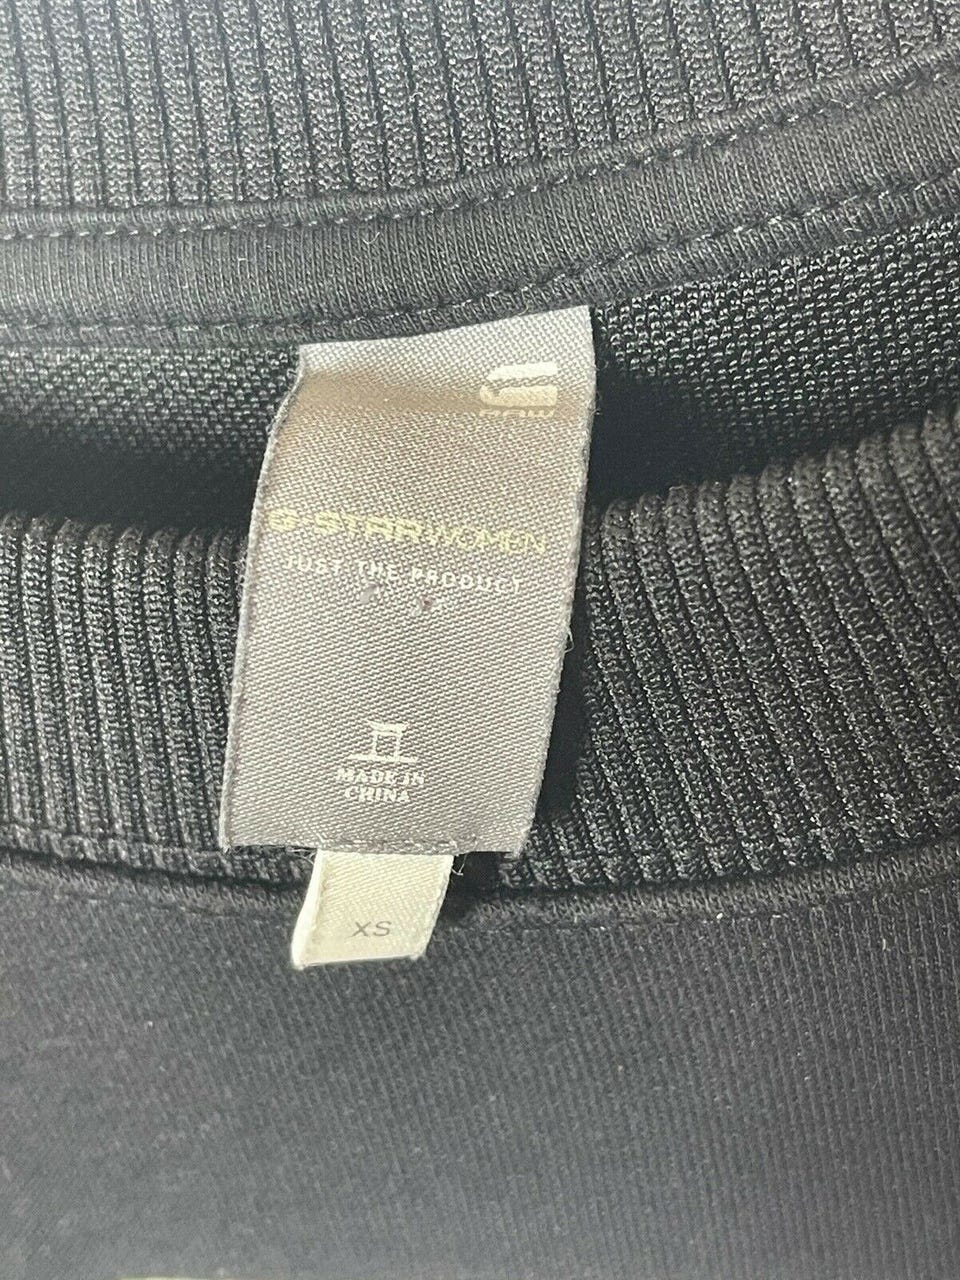 RAW
G-STAR WOMEN
JUST THE PRODUCT
MADE IN
CHINA
XS